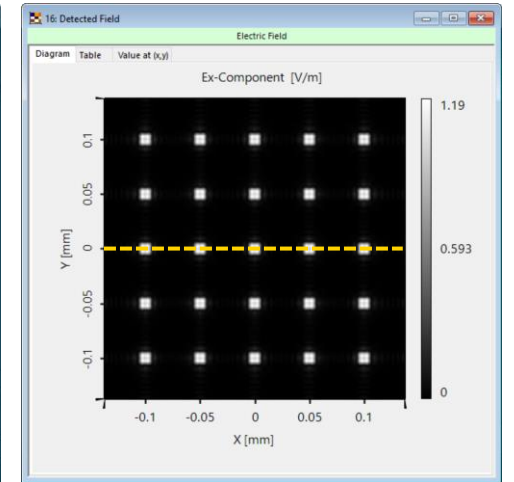 16: Detected Field
Electric Field
Diagram Table Value at (x,y)
Ex-Component [V/m]
1.19
0.593
0
0.1
0.05
0
-0.05
-0.1
Y [mm]
-0.1 -0.05 0 0.05 0.1
X [mm]